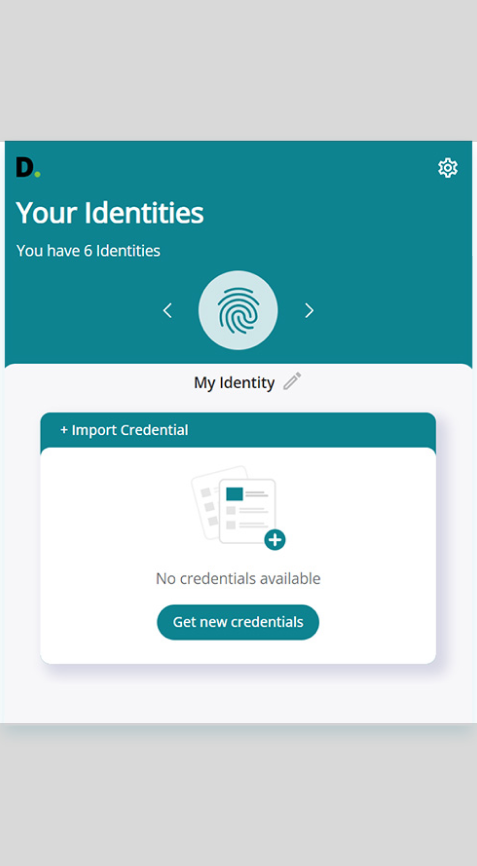 D.
Your Identities
You have 6 Identities
My Identity
+ Import Credential
No credentials available
Get new credentials